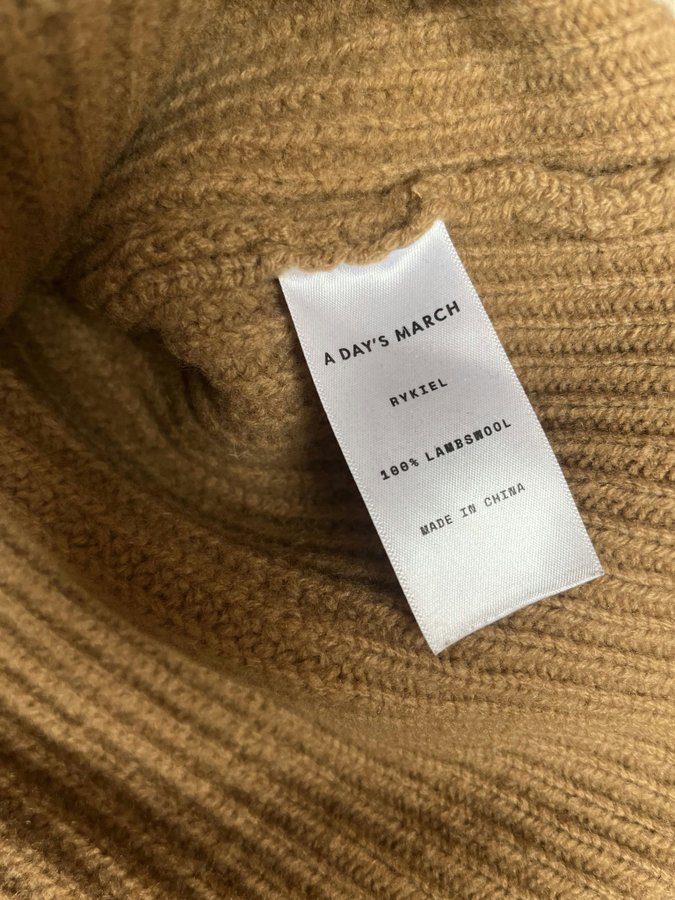 A DAY'S MARCH
RYKIEL
100% LAMBSWOOL
MADE IN CHINA